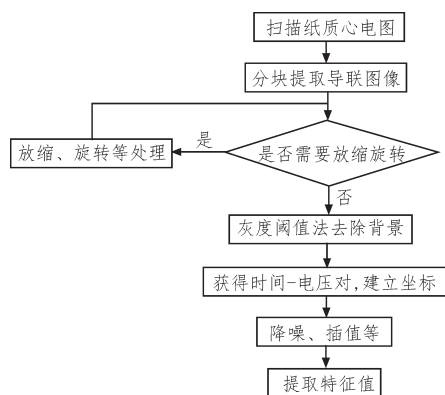 扫描纸质心电图
分块提取导联图像
是
放缩、旋转等处理
是否需要放缩旋转
否
灰度阈值法去除背景
获得时间-电压对,建立坐标
降噪、插值等
提取特征值